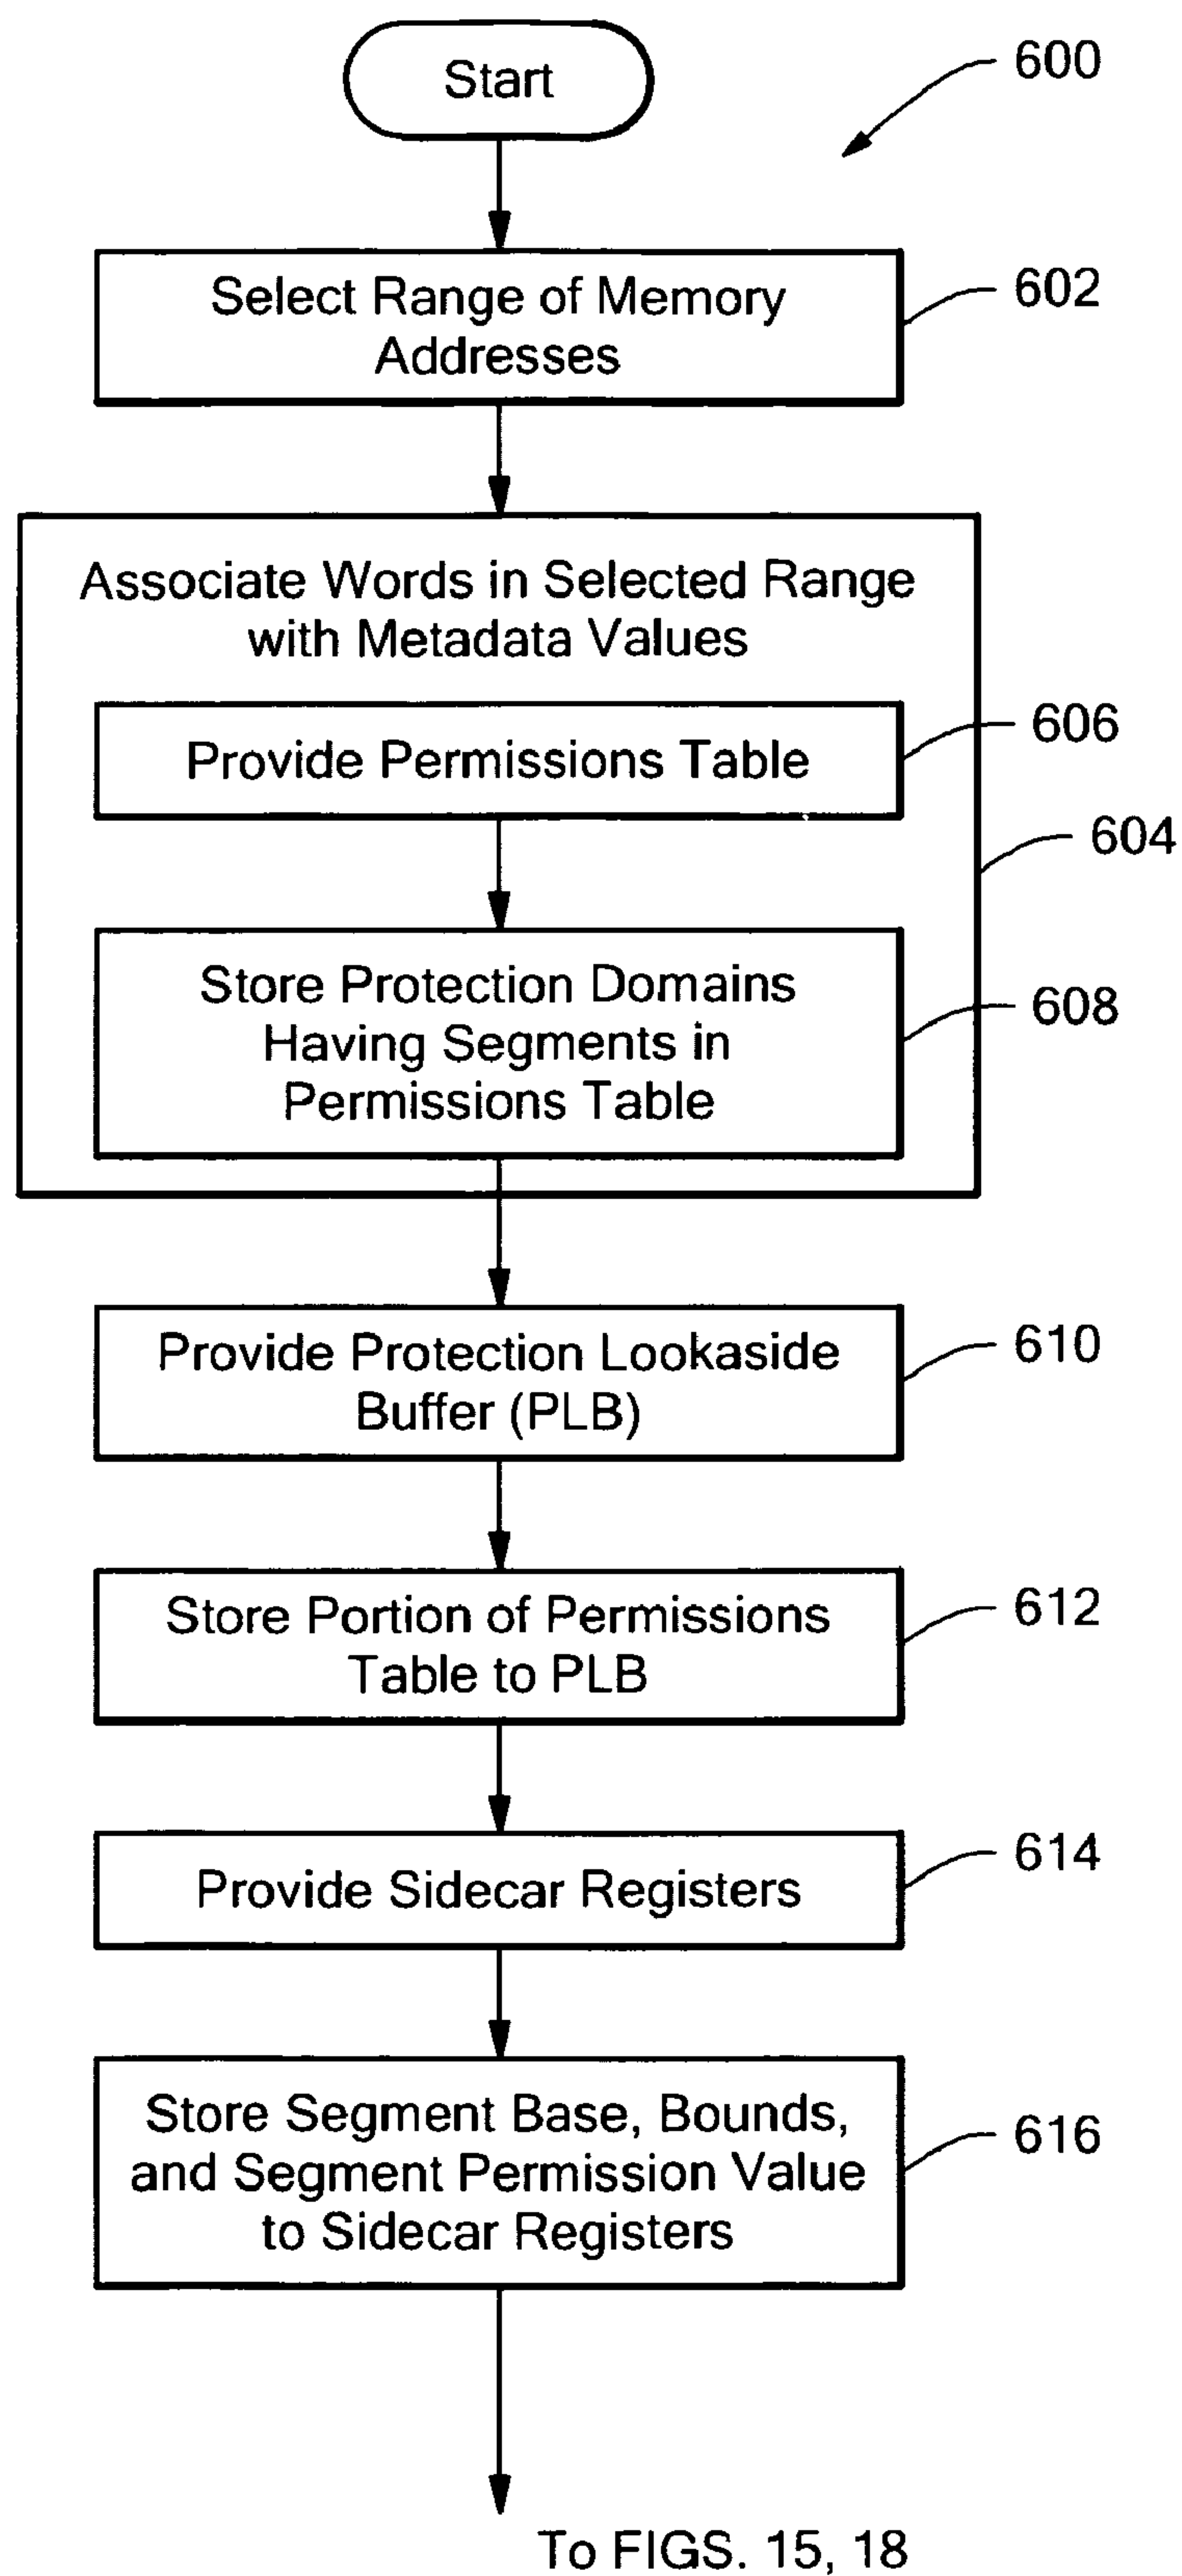 Start
600
Select Range of Memory
Addresses
602
Associate Words in Selected Range
with Metadata Values
Provide Permissions Table
606
604
Store Protection Domains
Having Segments in
Permissions Table
608
Provide Protection Lookaside
Buffer (PLB)
610
Store Portion of Permissions
Table to PLB
612
Provide Sidecar Registers
614
Store Segment Base, Bounds,
and Segment Permission Value
to Sidecar Registers
616
To FIGS. 15, 18